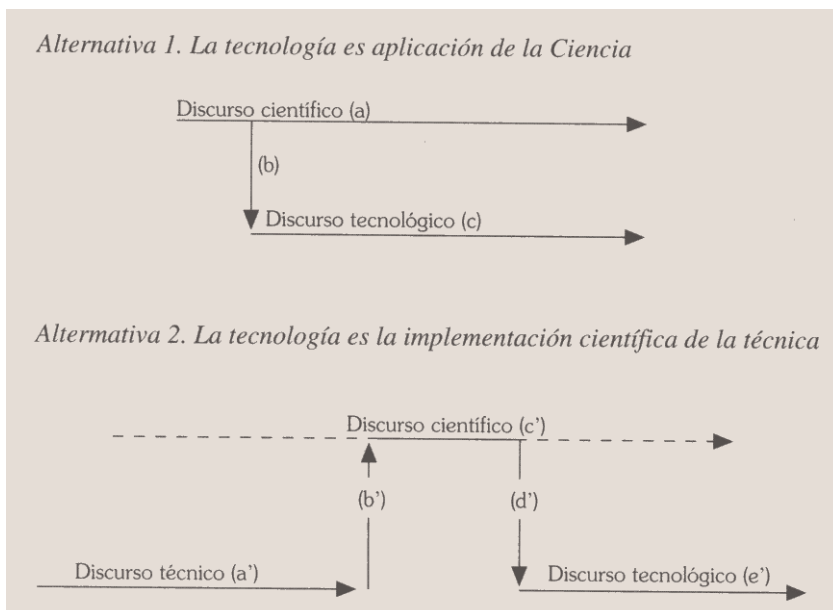 Alternativa 1. La tecnología es aplicación de la Ciencia
Discurso científico (a)
(b)
Discurso tecnológico (c)
Altermativa 2. La tecnología es la implementación científica de la técnica
Discurso científico (c')
(b')
(d')
Discurso técnico (a')
Discurso tecnológico (e')